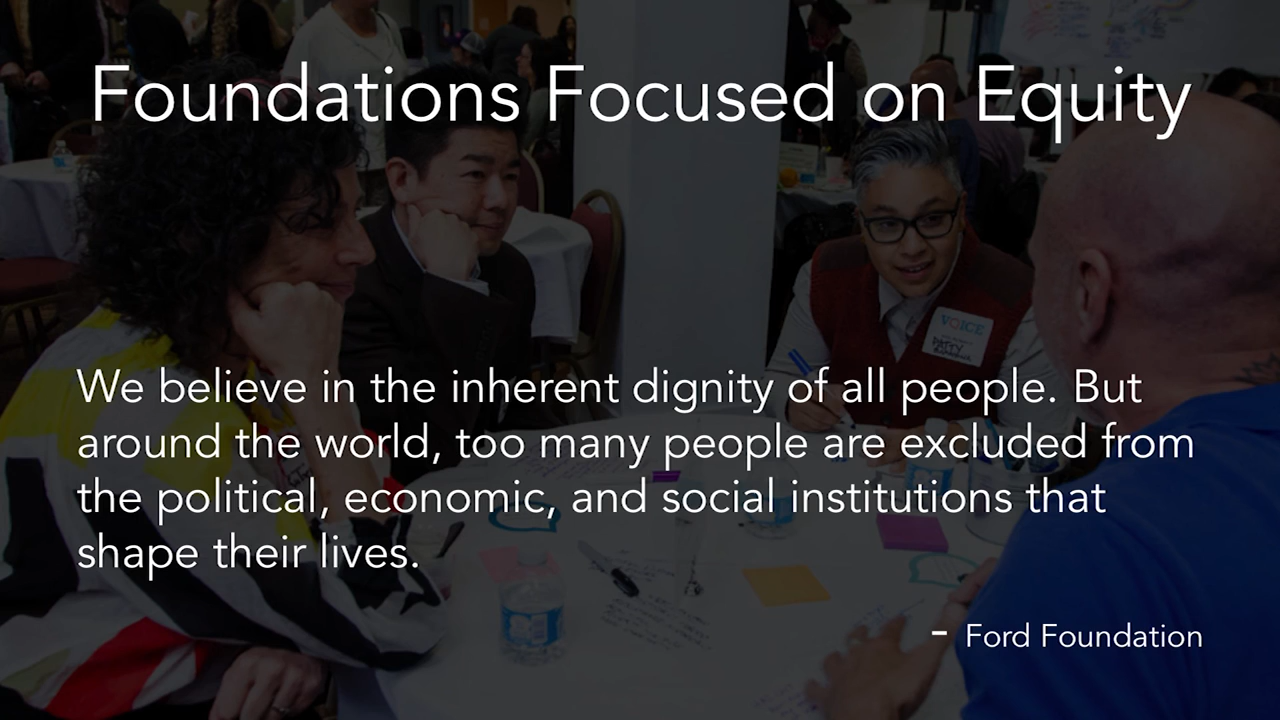 Foundations Focused on Equity
VOICE
We believe in the inherent dignity of all people. But
around the world, too many people are excluded from
the political, economic, and social institutions that
shape their lives.
- Ford Foundation